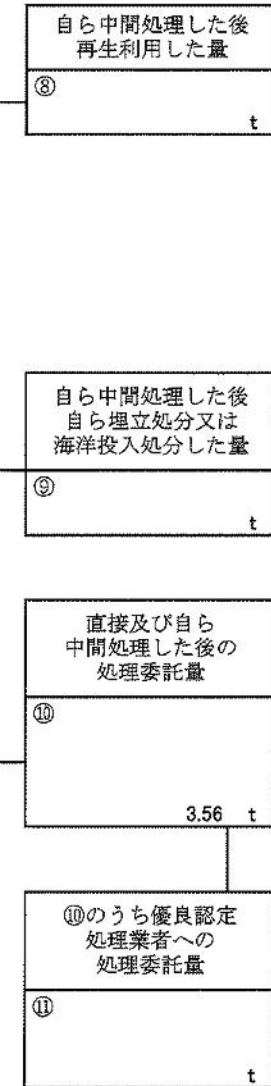 自ら中間処理した後
再生利用した量
⑧
t
自ら中間処理した後
自ら埋立処分又は
海洋投入処分した量
⑨
t
直接及び自ら
中間処理した後の
処理委託量
⑩
3.56 t
⑩のうち優良認定
処理業者への
処理委託量
⑪
t